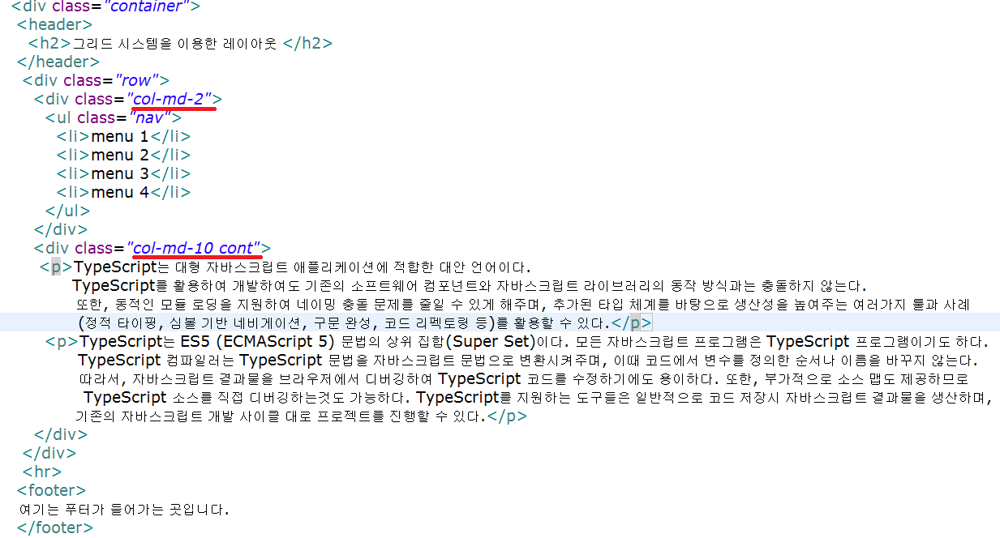 <div class="container">
<header>
<h2>그리드 시스템을 이용한 레이아웃 </h2>
</header>
<div class="row">
<div class="col-md-2">
<ul class="nav">
<li>menu 1</li>
<li>menu 2</li>
<li>menu 3</li>
<li>menu 4</li>
</ul>
</div>
<div class="col-md-10 cont">
<p>TypeScript는 대형 자바스크립트 애플리케이션에 적합한 대안 언어이다.
TypeScript를 활용하여 개발하여도 기존의 소프트웨어 컴포넌트와 자바스크립트 라이브러리의 동작 방식과는 충돌하지 않는다.
또한, 동적인 모듈 로딩을 지원하여 네이밍 충돌 문제를 줄일 수 있게 해주며, 추가된 타입 체계를 바탕으로 생산성을 높여주는 여러가지 툴과 사례
(정적 타이핑, 심볼 기반 네비게이션, 구문 완성, 코드 리펙토링 등)를 활용할 수 있다.</p>
<p>TypeScript는 ES5 (ECMAScript 5) 문법의 상위 집합(Super Set)이다. 모든 자바스크립트 프로그램은 TypeScript 프로그램이기도 하다.
TypeScript 컴파일러는 TypeScript 문법을 자바스크립트 문법으로 변환시켜주며, 이때 코드에서 변수를 정의한 순서나 이름을 바꾸지 않는다.
따라서, 자바스크립트 결과물을 브라우저에서 디버깅하여 TypeScript 코드를 수정하기에도 용이하다. 또한, 부가적으로 소스 맵도 제공하므로
TypeScript 소스를 직접 디버깅하는것도 가능하다. TypeScript를 지원하는 도구들은 일반적으로 코드 저장시 자바스크립트 결과물을 생산하며,
기존의 자바스크립트 개발 사이클 대로 프로젝트를 진행할 수 있다.</p>
</div>
</div>
<hr>
<footer>
여기는 푸터가 들어가는 곳입니다.
</footer>